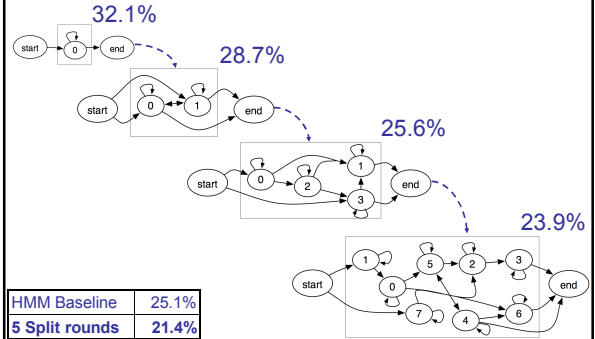 32.1%
start 0 end
28.7%
start 0 1 end
25.6%
start 0 2 1 3 end
23.9%
start 1 0 7 5 4 2 3 6 end
HMM Baseline 25.1%
5 Split rounds 21.4%